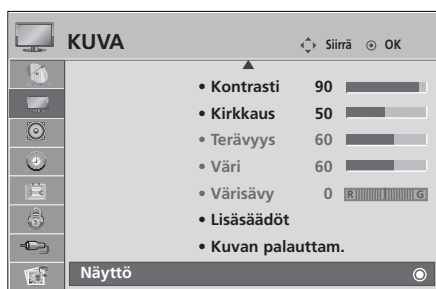 KUVA Siirrä OK
• Kontrasti 90
• Kirkkaus 50
• Terävyys 60
• Väri 60
• Värisävy 0 R G
• Lisäsäädöt
• Kuvan palauttam.
Näyttö